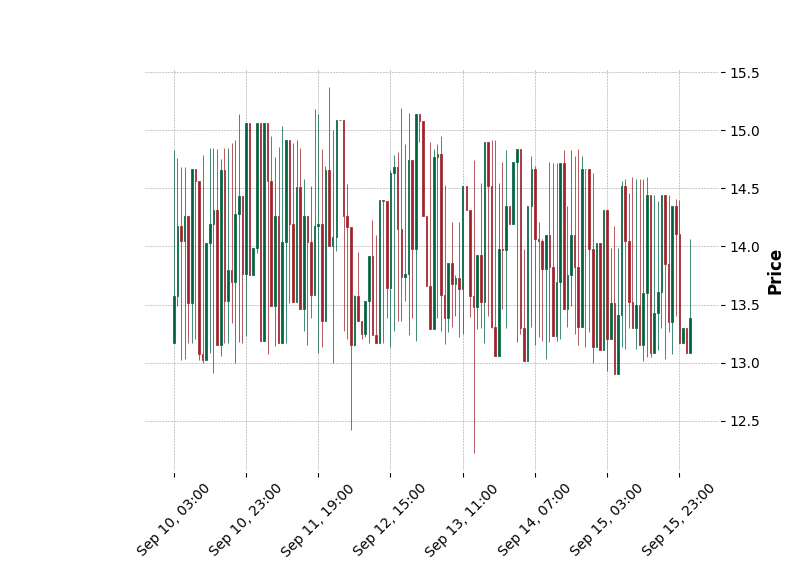 15.5
15.0
14.5
14.0
13.5
13.0
12.5
Price
Sep 10, 03:00
Sep 10, 23:00
Sep 11, 19:00
Sep 12, 15:00
Sep 13, 11:00
Sep 14, 07:00
Sep 15, 03:00
Sep 15, 23:00